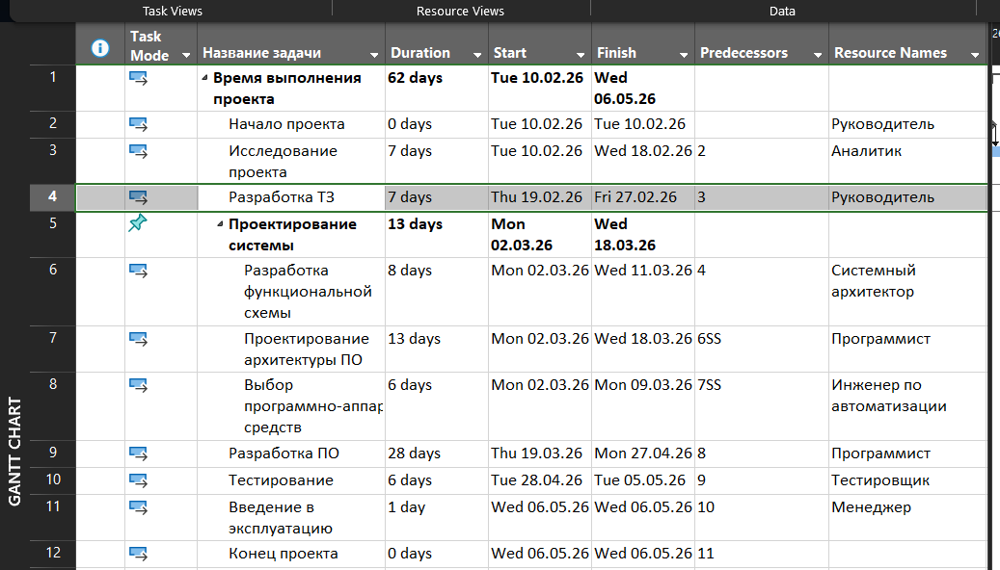 Task Views Resource Views Data
Task Mode Название задачи Duration Start Finish Predecessors Resource Names
1 Время выполнения проекта 62 days Tue 10.02.26 Wed 06.05.26
2 Начало проекта 0 days Tue 10.02.26 Tue 10.02.26 Руководитель
3 Исследование проекта 7 days Tue 10.02.26 Wed 18.02.26 2 Аналитик
4 Разработка ТЗ 7 days Thu 19.02.26 Fri 27.02.26 3 Руководитель
5 Проектирование системы 13 days Mon 02.03.26 Wed 18.03.26
6 Разработка функциональной схемы 8 days Mon 02.03.26 Wed 11.03.26 4 Системный архитектор
7 Проектирование архитектуры ПО 13 days Mon 02.03.26 Wed 18.03.26 6SS Программист
8 Выбор программно-аппар средств 6 days Mon 02.03.26 Mon 09.03.26 7SS Инженер по автоматизации
9 Разработка ПО 28 days Thu 19.03.26 Mon 27.04.26 8 Программист
10 Тестирование 6 days Tue 28.04.26 Tue 05.05.26 9 Тестировщик
11 Введение в эксплуатацию 1 day Wed 06.05.26 Wed 06.05.26 10 Менеджер
12 Конец проекта 0 days Wed 06.05.26 Wed 06.05.26 11
GANTT CHART